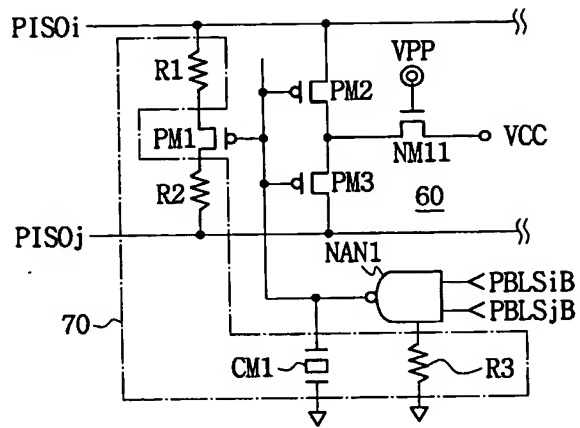 PISOi
VPP
R1
PM2
PM1
NM11
VCC
R2
PM3
60
PISOj
NAN1
PBLSiB
PBLSjB
70
CM1
R3